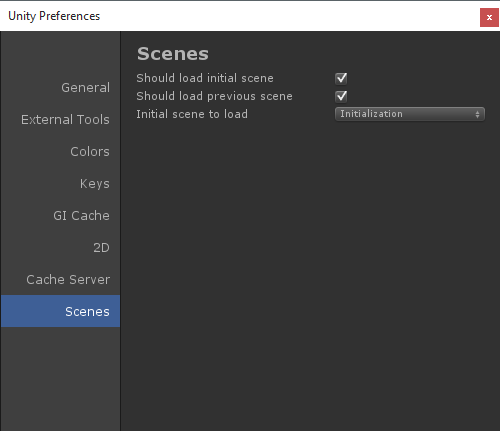 Unity Preferences
x
General
External Tools
Colors
Keys
GI Cache
2D
Cache Server
Scenes
Scenes
Should load initial scene
Should load previous scene
Initial scene to load Initialization